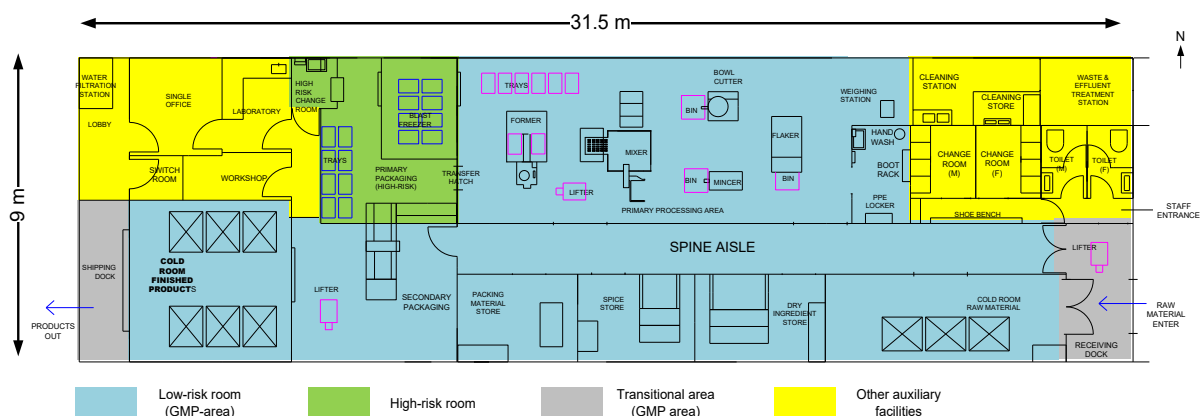 31.5 m
N
9 m
WATER
FILTRATION
STATION
LOBBY
SINGLE
OFFICE
LABORATORY
HIGH
RISK
CHANGE
ROOM
BLAST
FREEZER
TRAYS
PRIMARY
PACKAGING
(HIGH-RISK)
TRANSFER
HATCH
SWITCH
ROOM
WORKSHOP
TRAYS
FORMER
MIXER
LIFTER
BOWL
CUTTER
BIN
BIN
MINCER
FLAKER
BIN
PRIMARY PROCESSING AREA
WEIGHING
STATION
HAND
WASH
BOOT
RACK
PPE
LOCKER
CLEANING
STATION
CLEANING
STORE
WASTE &
EFFLUENT
TREATMENT
STATION
CHANGE
ROOM
(M)
CHANGE
ROOM
(F)
TOILET
(M)
TOILET
(F)
SHOE BENCH
STAFF
ENTRANCE
SPINE AISLE
LIFTER
SHIPPING
DOCK
COLD
ROOM
FINISHED
PRODUCTS
LIFTER
SECONDARY
PACKAGING
PACKING
MATERIAL
STORE
SPICE
STORE
DRY
INGREDIENT
STORE
COLD ROOM
RAW MATERIAL
RAW
MATERIAL
ENTER
RECEIVING
DOCK
PRODUCTS
OUT
Low-risk room
(GMP-area)
High-risk room
Transitional area
(GMP area)
Other auxiliary
facilities